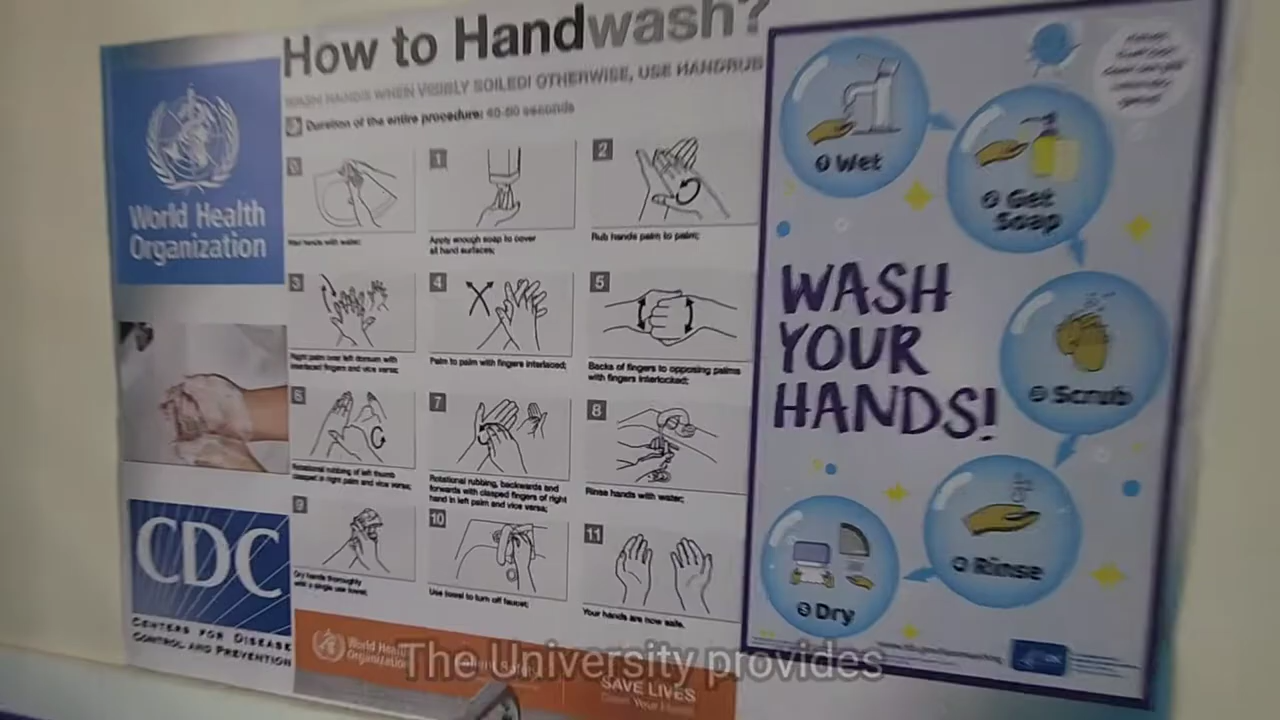 How to Handwash?
WASH HANDS WHEN VISIBLY SOILED! OTHERWISE, USE HANDRUB
Duration of the entire procedure: 40-60 seconds
World Health
Organization
0
Wet hands with water;
1
Apply enough soap to cover
all hand surfaces;
2
Rub hands palm to palm;
3
Right palm over left dorsum with
interlaced fingers and vice versa;
4
Palm to palm with fingers interlaced;
5
Backs of fingers to opposing palms
with fingers interlocked;
6
Rotational rubbing of left thumb
clasped in right palm and vice versa;
7
Rotational rubbing, backwards and
forwards with clasped fingers of right
hand in left palm and vice versa;
8
Rinse hands with water;
9
Dry hands thoroughly
with a single use towel;
10
Use towel to turn off faucet;
11
Your hands are now safe.
CDC
CENTERS FOR DISEASE
CONTROL AND PREVENTION
World Health
Organization
SAVE LIVES
Clean Your Hands
WASH
YOUR
HANDS!
Wet
Get
Soap
Scrub
Rinse
Dry
The University provides